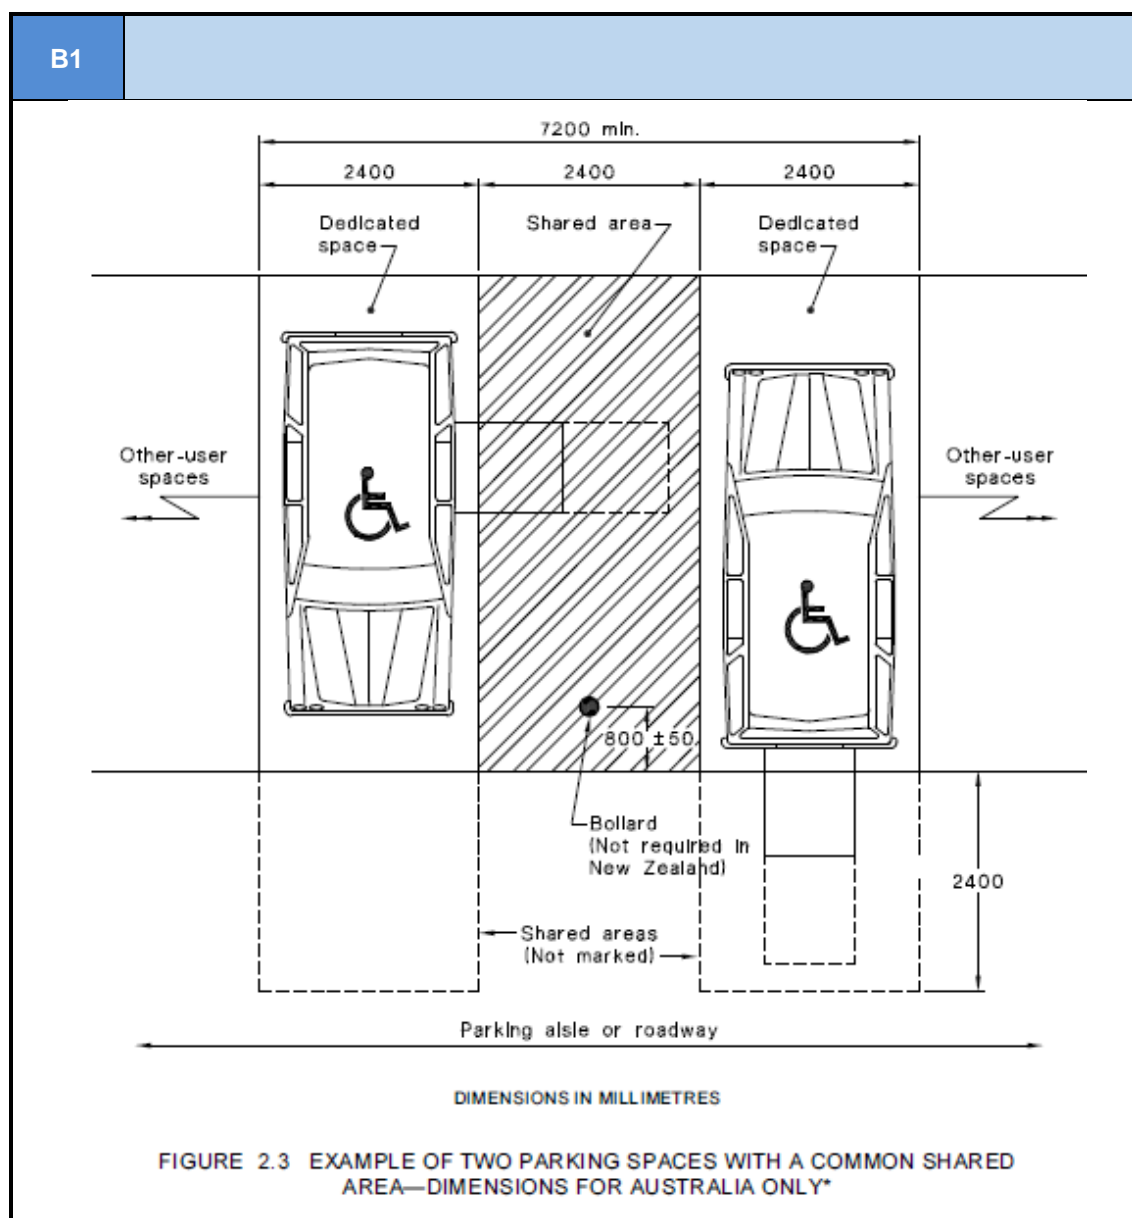 B1
7200 min.
2400 2400 2400
Dedicated
space
Shared area
Dedicated
space
Other-user
spaces
Other-user
spaces
800 ±50
Bollard
(Not required in
New Zealand)
2400
Shared areas
(Not marked)
Parking aisle or roadway
DIMENSIONS IN MILLIMETRES
FIGURE 2.3 EXAMPLE OF TWO PARKING SPACES WITH A COMMON SHARED
AREA—DIMENSIONS FOR AUSTRALIA ONLY*